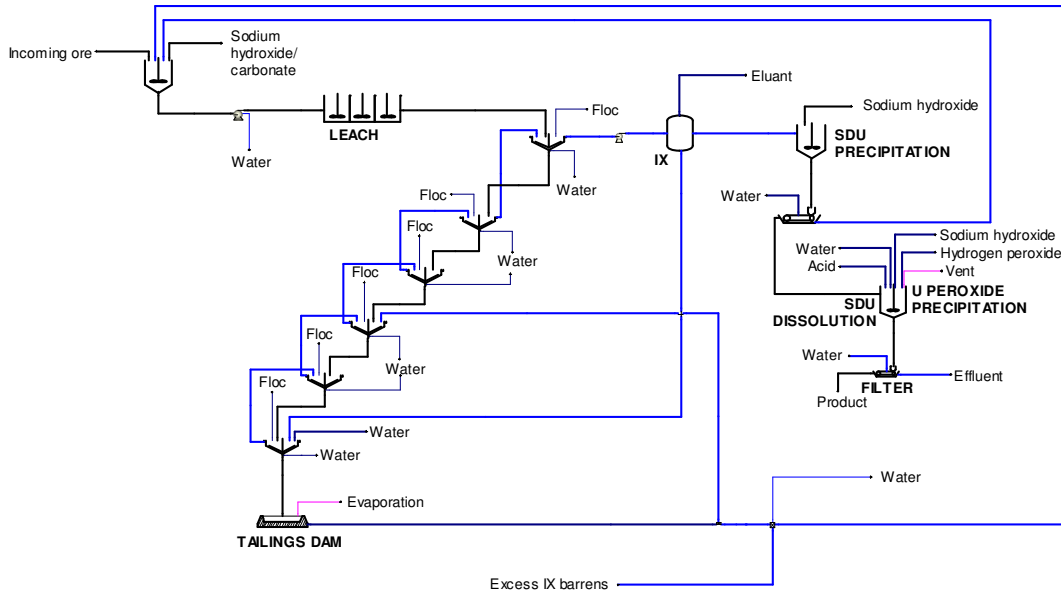 Incoming ore
Sodium
hydroxide/
carbonate
Eluant
Floc
Sodium hydroxide
LEACH
SDU
PRECIPITATION
Water
IX
Water
Floc
Water
Floc
Water
Sodium hydroxide
Water
Hydrogen peroxide
Acid
Vent
Floc
U PEROXIDE
SDU
PRECIPITATION
DISSOLUTION
Floc
Water
Water
Effluent
FILTER
Floc
Product
Water
Water
Water
Evaporation
TAILINGS DAM
Excess IX barrens